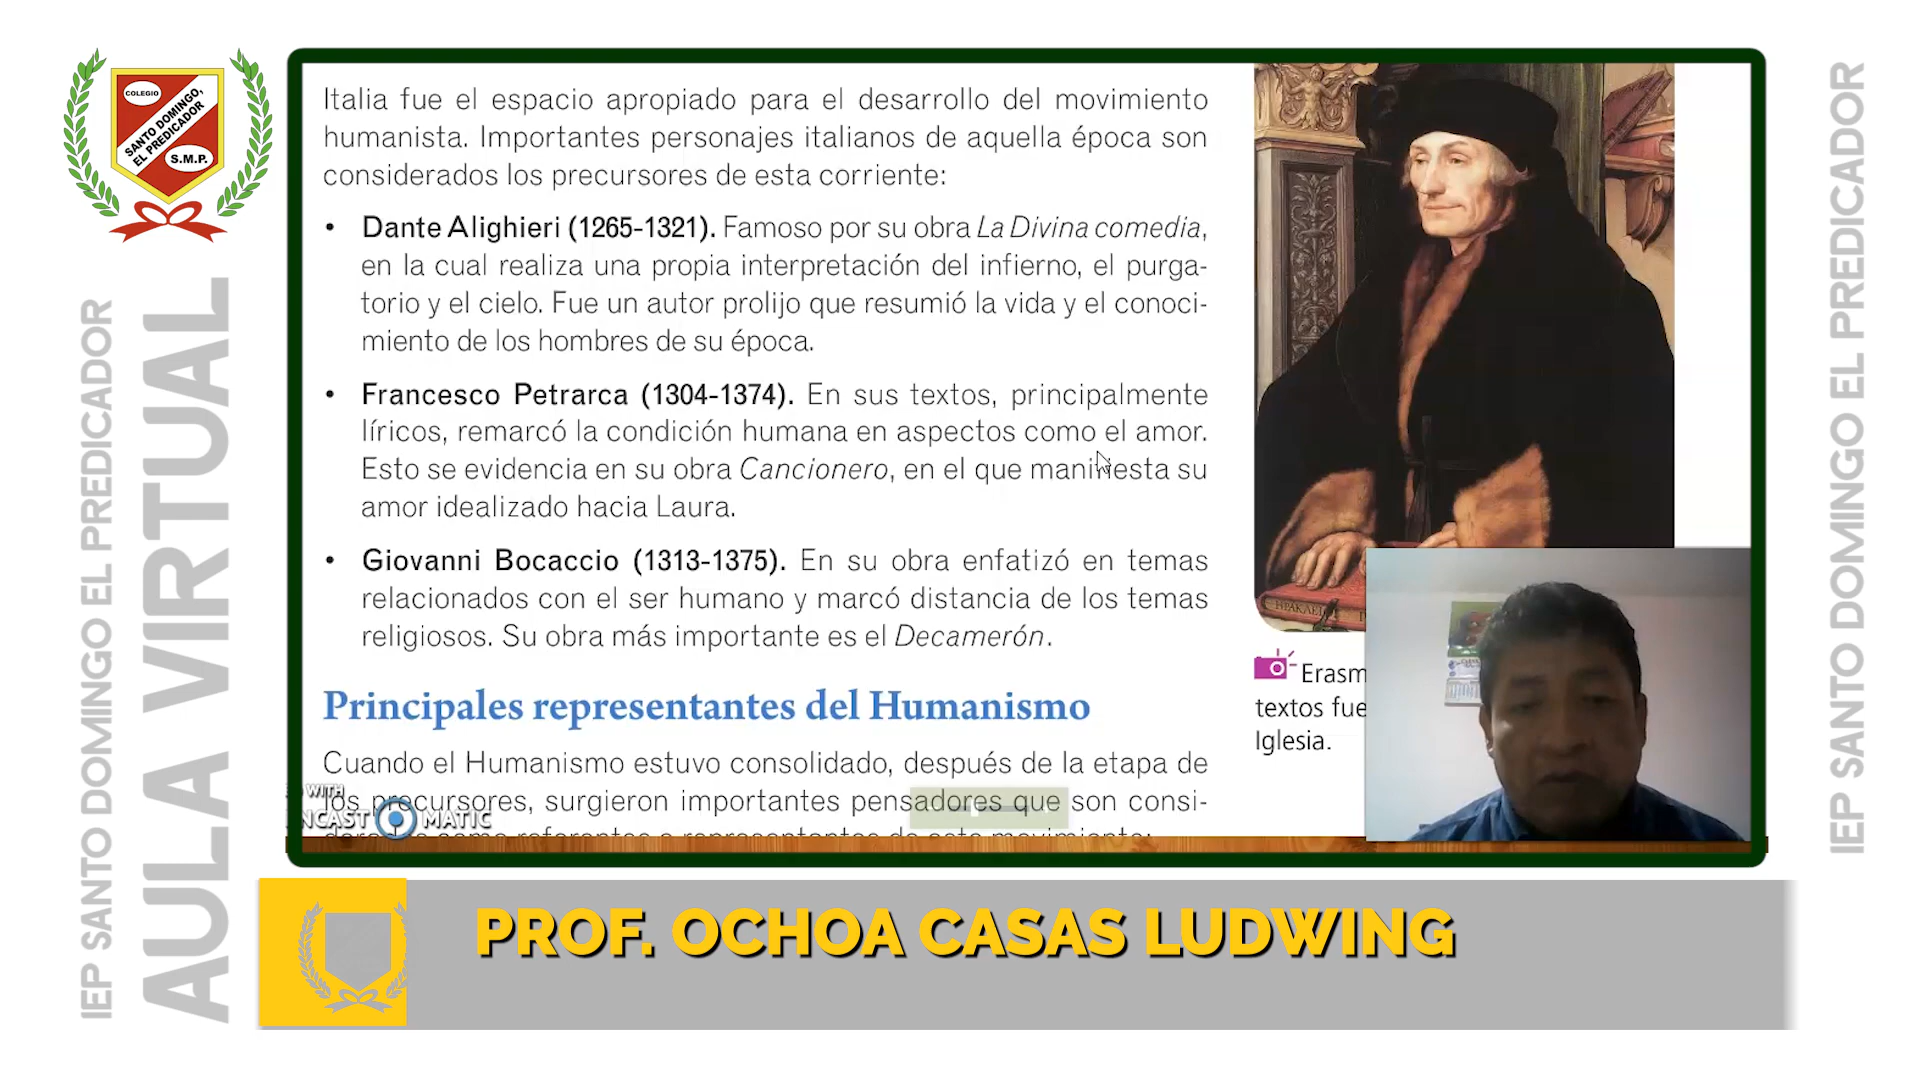 COLEGIO
SANTO DOMINGO,
EL PREDICADOR
S.M.P.
IEP SANTO DOMINGO EL PREDICADOR
AULA VIRTUAL
Italia fue el espacio apropiado para el desarrollo del movimiento
humanista. Importantes personajes italianos de aquella época son
considerados los precursores de esta corriente:
• Dante Alighieri (1265-1321). Famoso por su obra La Divina comedia,
en la cual realiza una propia interpretación del infierno, el purga-
torio y el cielo. Fue un autor prolijo que resumió la vida y el conoci-
miento de los hombres de su época.
• Francesco Petrarca (1304-1374). En sus textos, principalmente
líricos, remarcó la condición humana en aspectos como el amor.
Esto se evidencia en su obra Cancionero, en el que manifiesta su
amor idealizado hacia Laura.
• Giovanni Bocaccio (1313-1375). En su obra enfatizó en temas
relacionados con el ser humano y marcó distancia de los temas
religiosos. Su obra más importante es el Decamerón.
Principales representantes del Humanismo
Cuando el Humanismo estuvo consolidado, después de la etapa de
los precursores, surgieron importantes pensadores que son consi-
como referentes o representantes de este movimiento:
WITH
NCAST MATIC
Erasm
textos fue
Iglesia.
IEP SANTO DOMINGO EL PREDICADOR
PROF. OCHOA CASAS LUDWING